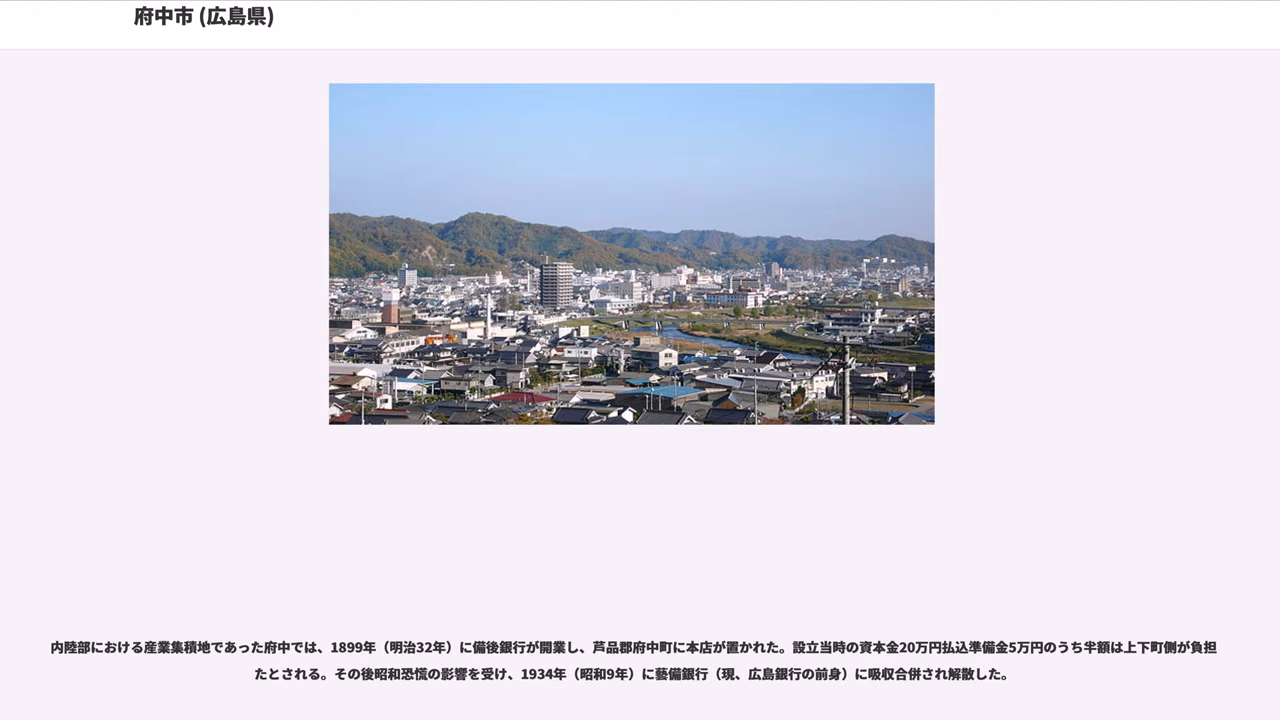 府中市 (広島県)
内陸部における産業集積地であった府中では、1899年（明治32年）に備後銀行が開業し、芦品郡府中町に本店が置かれた。設立当時の資本金20万円払込準備金5万円のうち半額は上下町側が負担
たとされる。その後昭和恐慌の影響を受け、1934年（昭和9年）に藝備銀行（現、広島銀行の前身）に吸収合併され解散した。